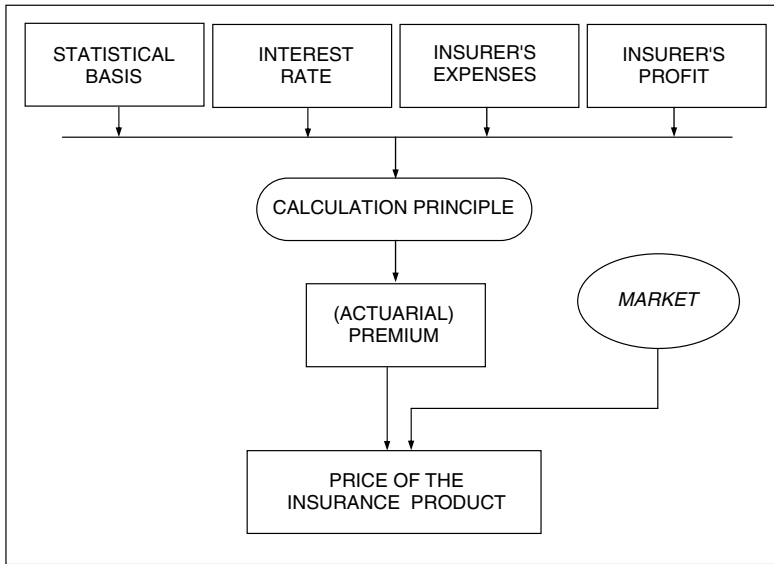 STATISTICAL
BASIS
INTEREST
RATE
INSURER'S
EXPENSES
INSURER'S
PROFIT
CALCULATION PRINCIPLE
(ACTUARIAL)
PREMIUM
MARKET
PRICE OF THE
INSURANCE PRODUCT